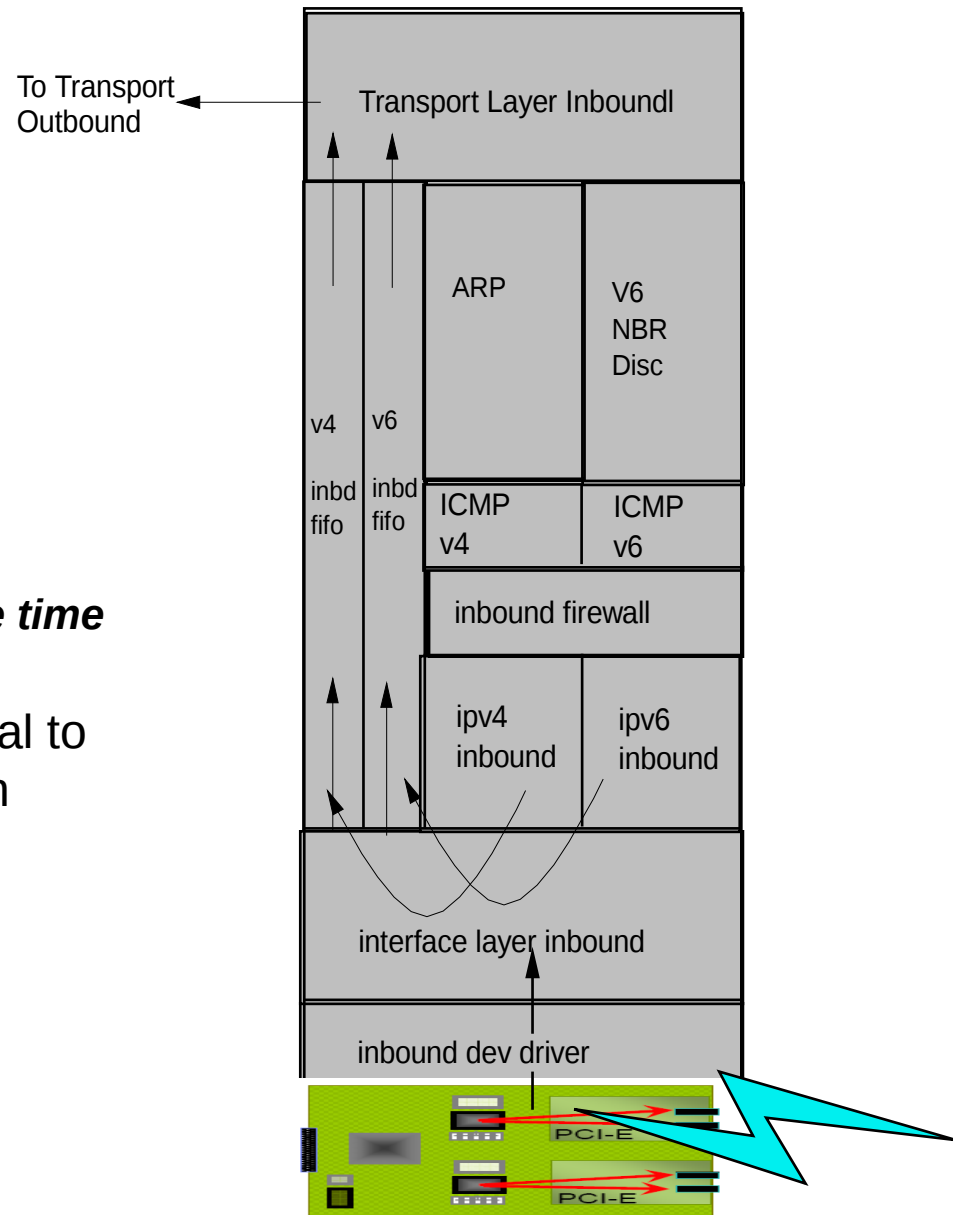 To Transport
Outbound
Transport Layer Inboundl
ARP
V6
NBR
Disc
v4
inbd
fifo
v6
inbd
fifo
ICMP
v4
ICMP
v6
inbound firewall
e time
al to
n
ipv4
inbound
ipv6
inbound
interface layer inbound
inbound dev driver
PCI-E
PCI-E